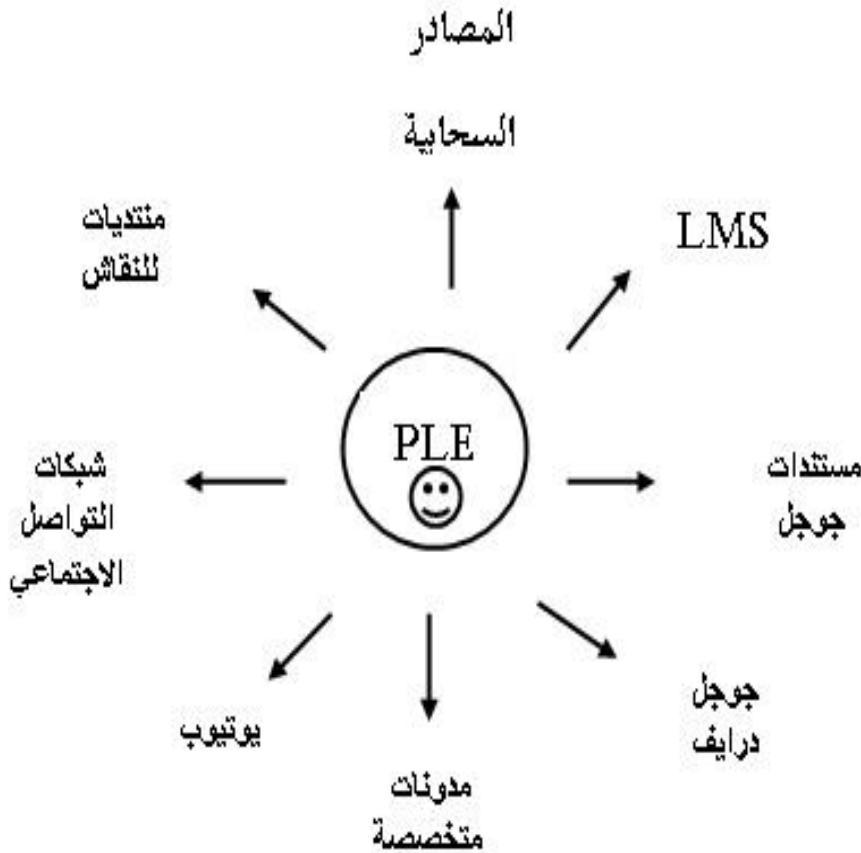 المصادر
السحابية
LMS
منتديات
للنقاش
PLE
شبكات
التواصل
الاجتماعي
مستندات
جوجل
جوجل
درايف
يوتيوب
مدونات
متخصصة